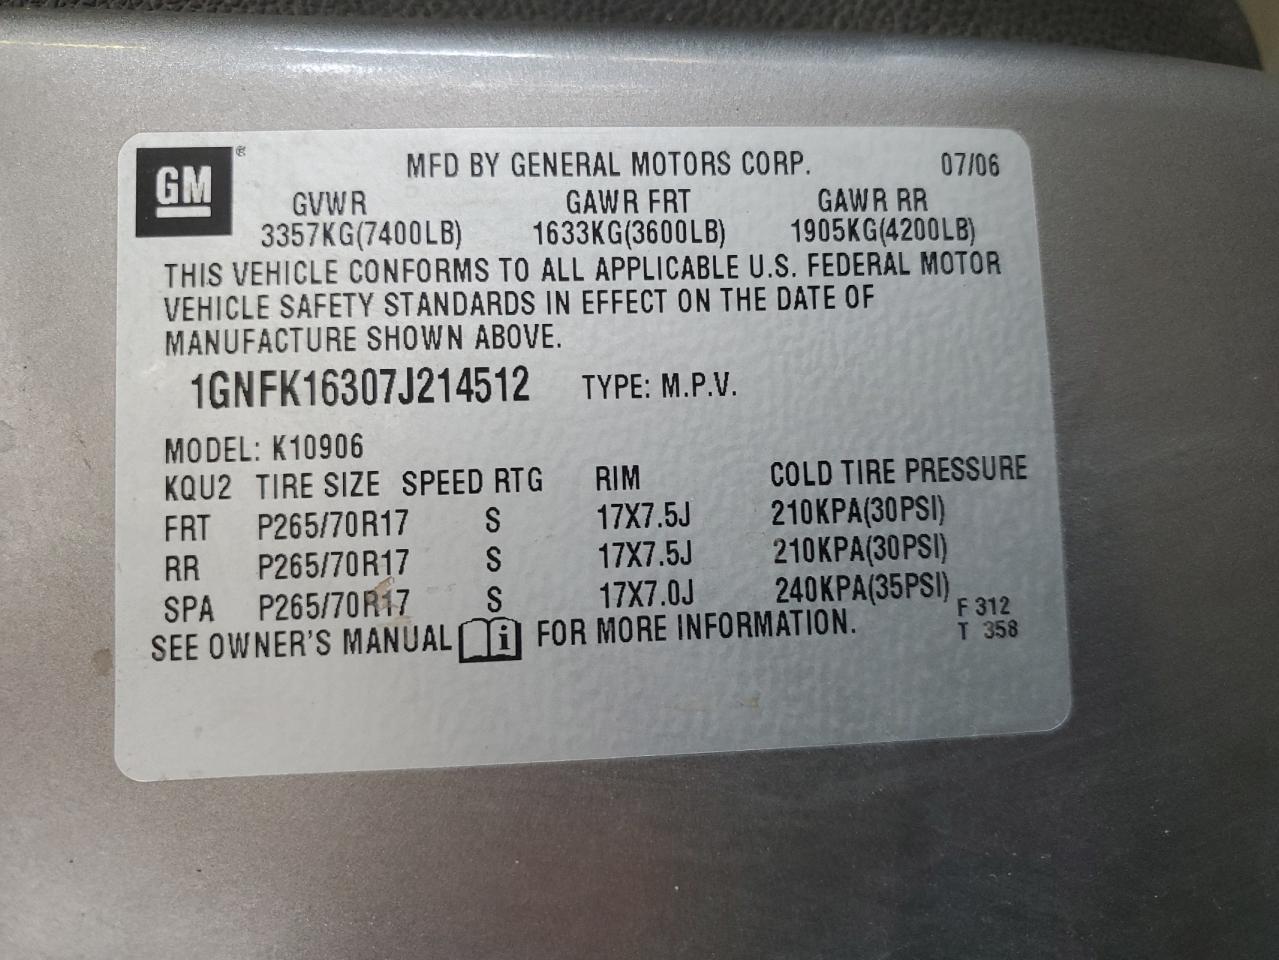 GM ® MFD BY GENERAL MOTORS CORP. 07/06
GVWR GAWR FRT GAWR RR
3357KG(7400LB) 1633KG(3600LB) 1905KG(4200LB)
THIS VEHICLE CONFORMS TO ALL APPLICABLE U.S. FEDERAL MOTOR
VEHICLE SAFETY STANDARDS IN EFFECT ON THE DATE OF
MANUFACTURE SHOWN ABOVE.
1GNFK16307J214512 TYPE: M.P.V.
MODEL: K10906
KQU2 TIRE SIZE SPEED RTG RIM COLD TIRE PRESSURE
FRT P265/70R17 S 17X7.5J 210KPA(30PSI)
RR P265/70R17 S 17X7.5J 210KPA(30PSI)
SPA P265/70R17 S 17X7.0J 240KPA(35PSI)
SEE OWNER'S MANUAL i FOR MORE INFORMATION.
F 312
T 358